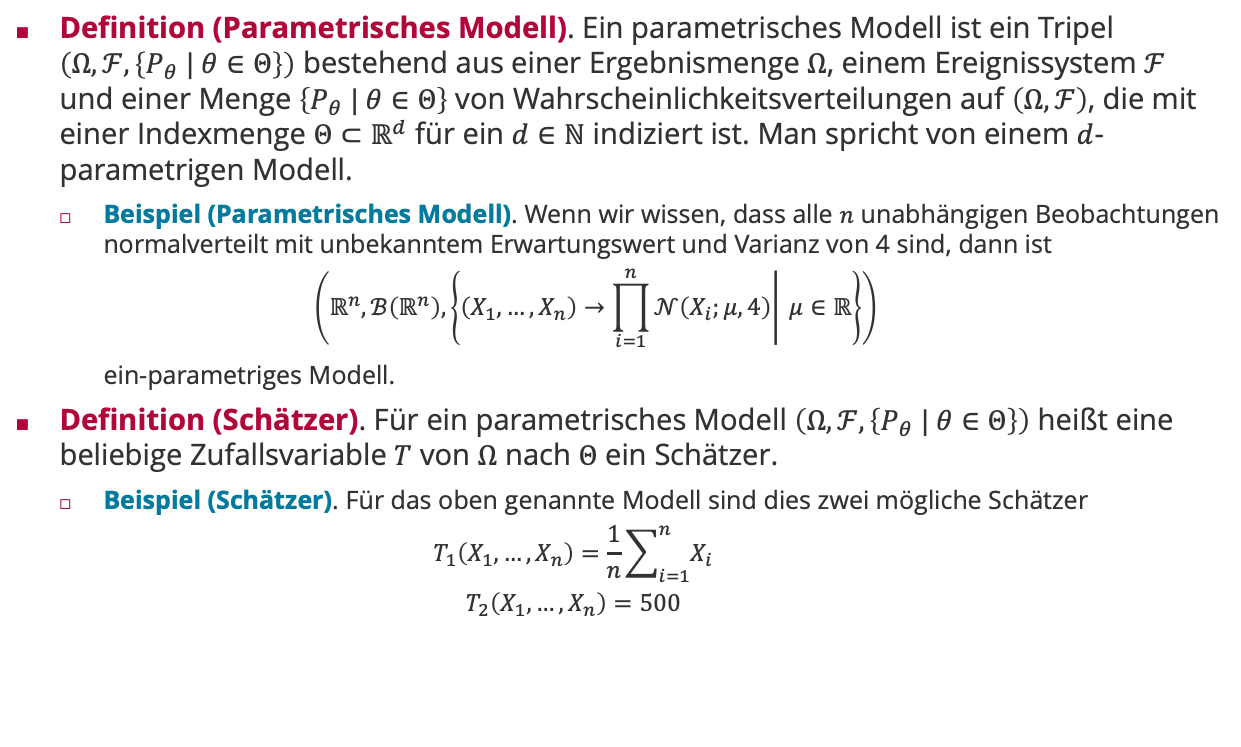 Definition (Parametrisches Modell). Ein parametrisches Modell ist ein Tripel
(Ω, ℱ, {P_θ | θ ∈ Θ}) bestehend aus einer Ergebnismenge Ω, einem Ereignissystem ℱ
und einer Menge {P_θ | θ ∈ Θ} von Wahrscheinlichkeitsverteilungen auf (Ω, ℱ), die mit
einer Indexmenge Θ ⊂ ℝ^d für ein d ∈ ℕ indiziert ist. Man spricht von einem d-
parametrigen Modell.
Beispiel (Parametrisches Modell). Wenn wir wissen, dass alle n unabhängigen Beobachtungen
normalverteilt mit unbekanntem Erwartungswert und Varianz von 4 sind, dann ist
(ℝ^n, ℬ(ℝ^n), {(X_1, …, X_n) → ∏_{i=1}^n 𝒩(X_i; μ, 4) | μ ∈ ℝ})
ein-parametriges Modell.
Definition (Schätzer). Für ein parametrisches Modell (Ω, ℱ, {P_θ | θ ∈ Θ}) heißt eine
beliebige Zufallsvariable T von Ω nach Θ ein Schätzer.
Beispiel (Schätzer). Für das oben genannte Modell sind dies zwei mögliche Schätzer
T_1(X_1, …, X_n) = 1/n ∑_{i=1}^n X_i
T_2(X_1, …, X_n) = 500